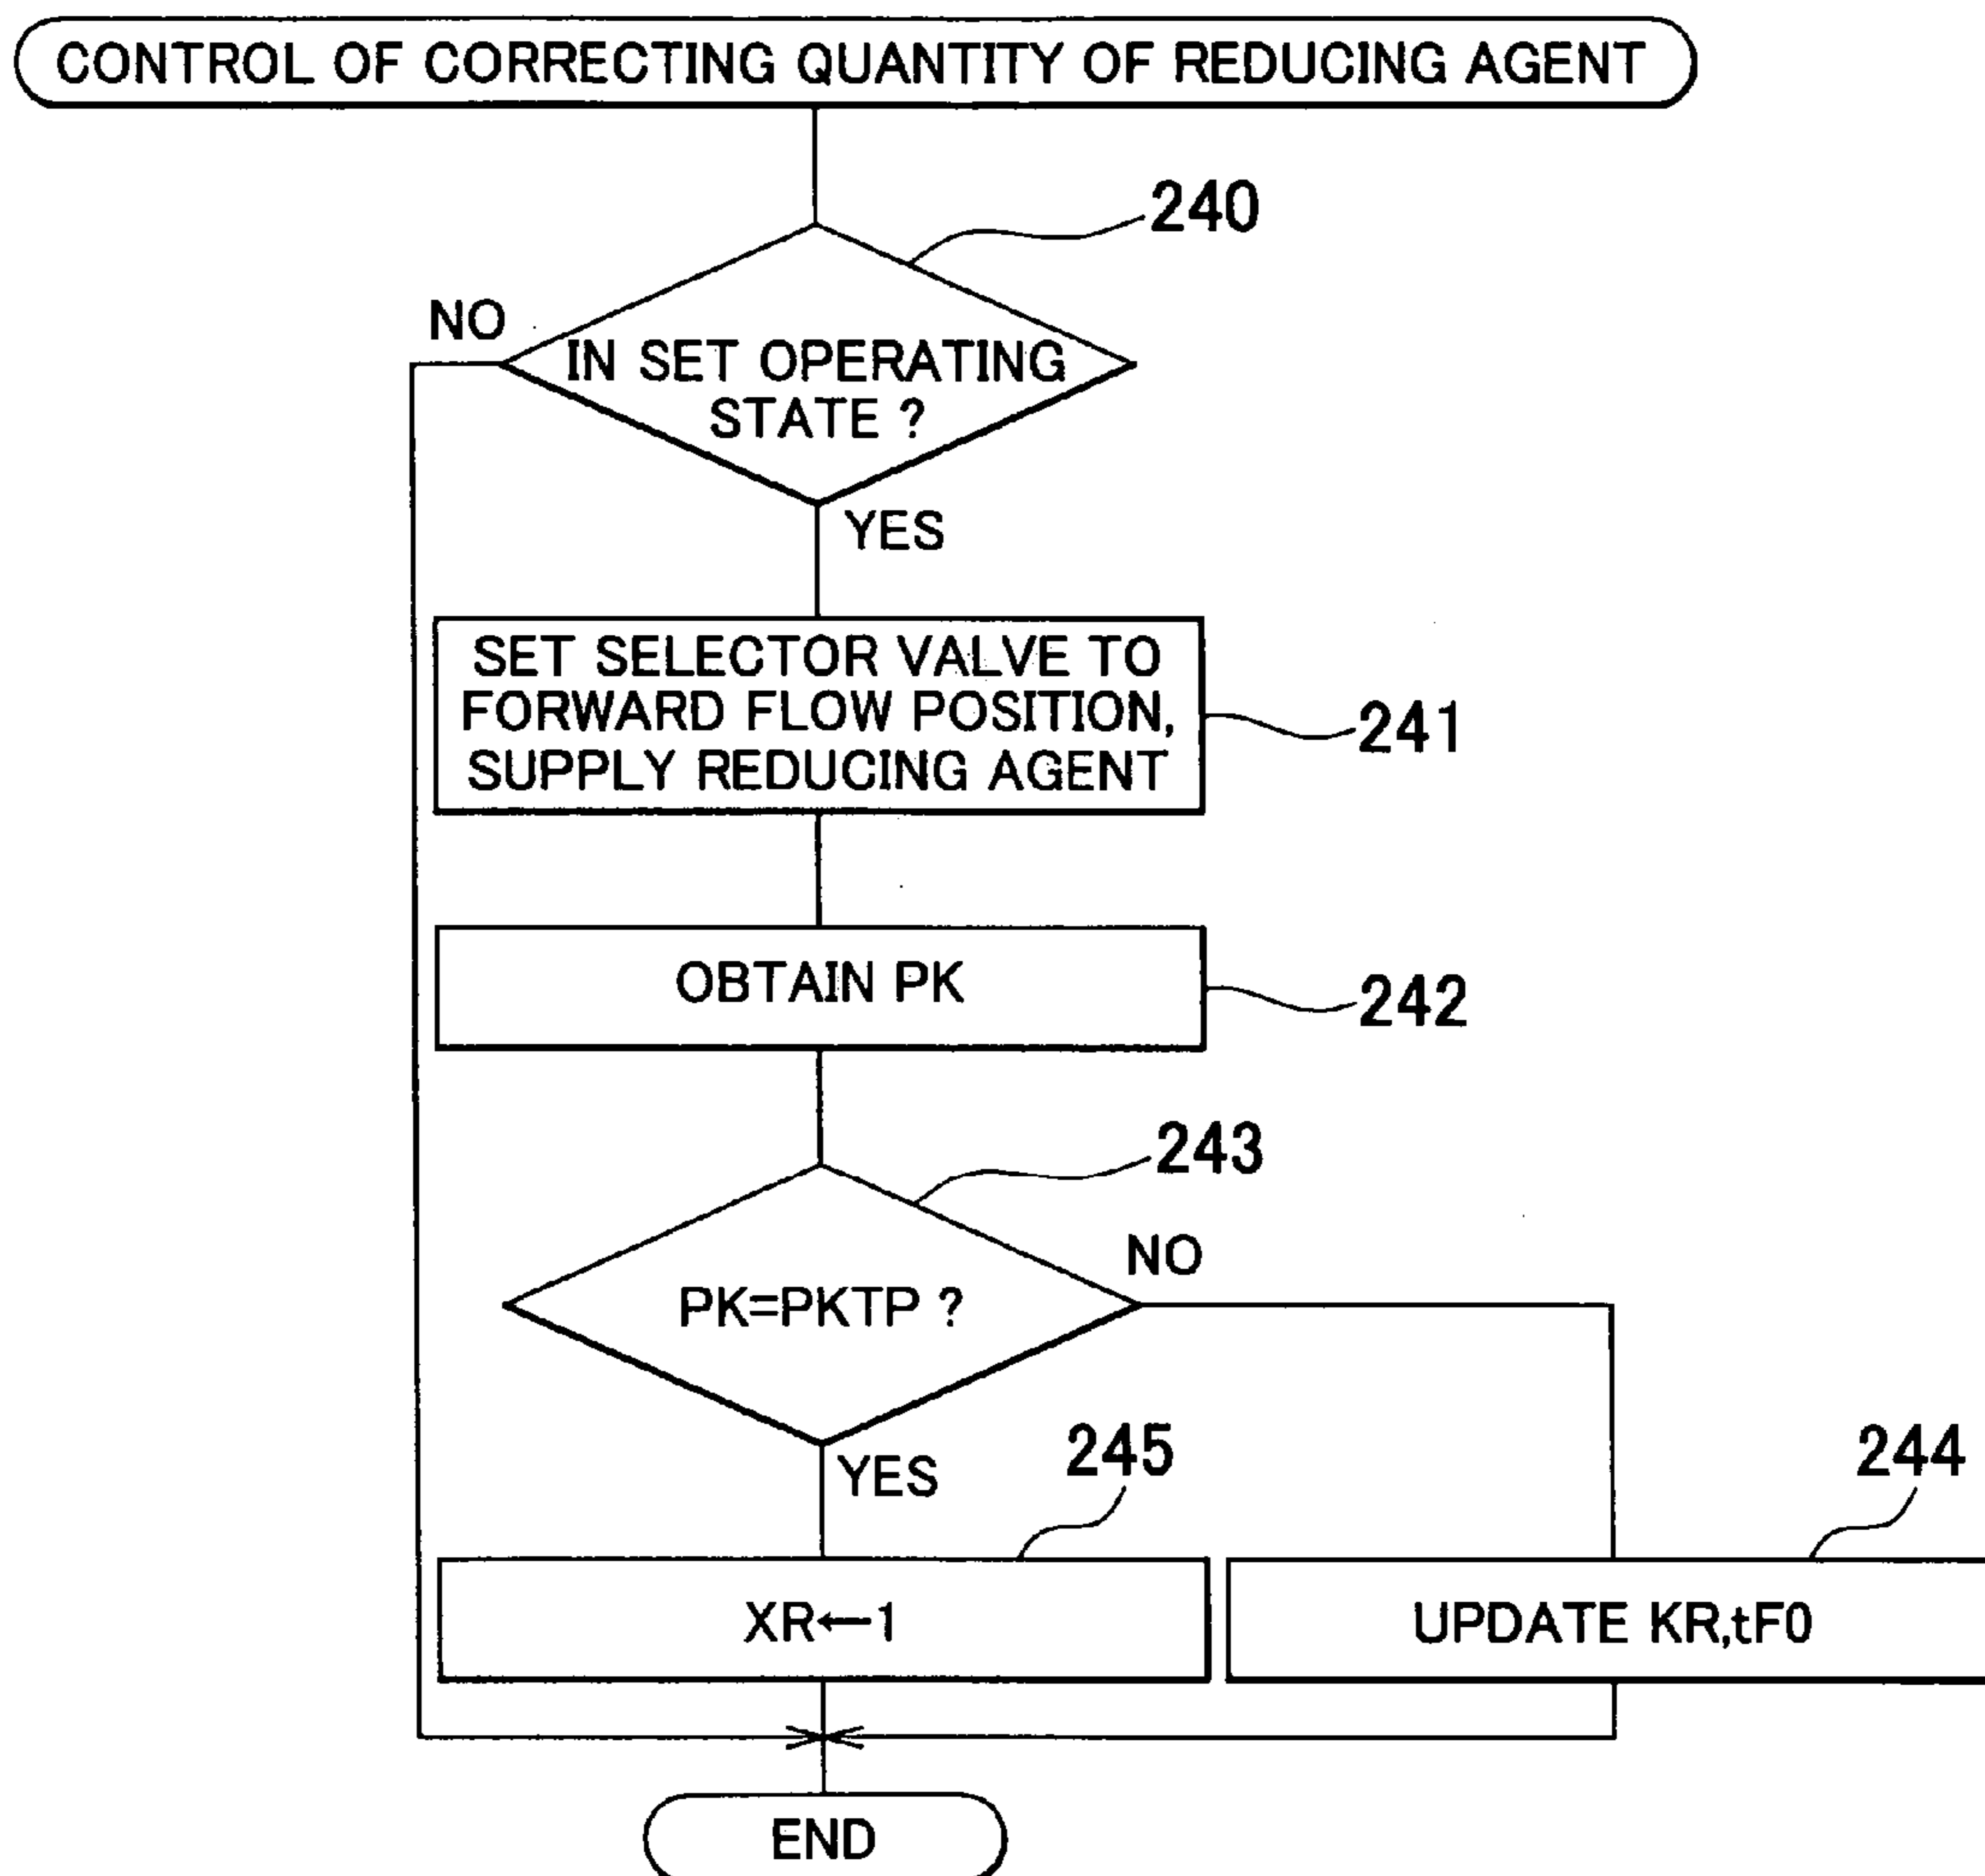 CONTROL OF CORRECTING QUANTITY OF REDUCING AGENT
240
NO
IN SET OPERATING
STATE ?
YES
SET SELECTOR VALVE TO
FORWARD FLOW POSITION,
SUPPLY REDUCING AGENT
241
OBTAIN PK
242
243
NO
PK=PKTP ?
YES
245
244
XR←1
UPDATE KR,tF0
END